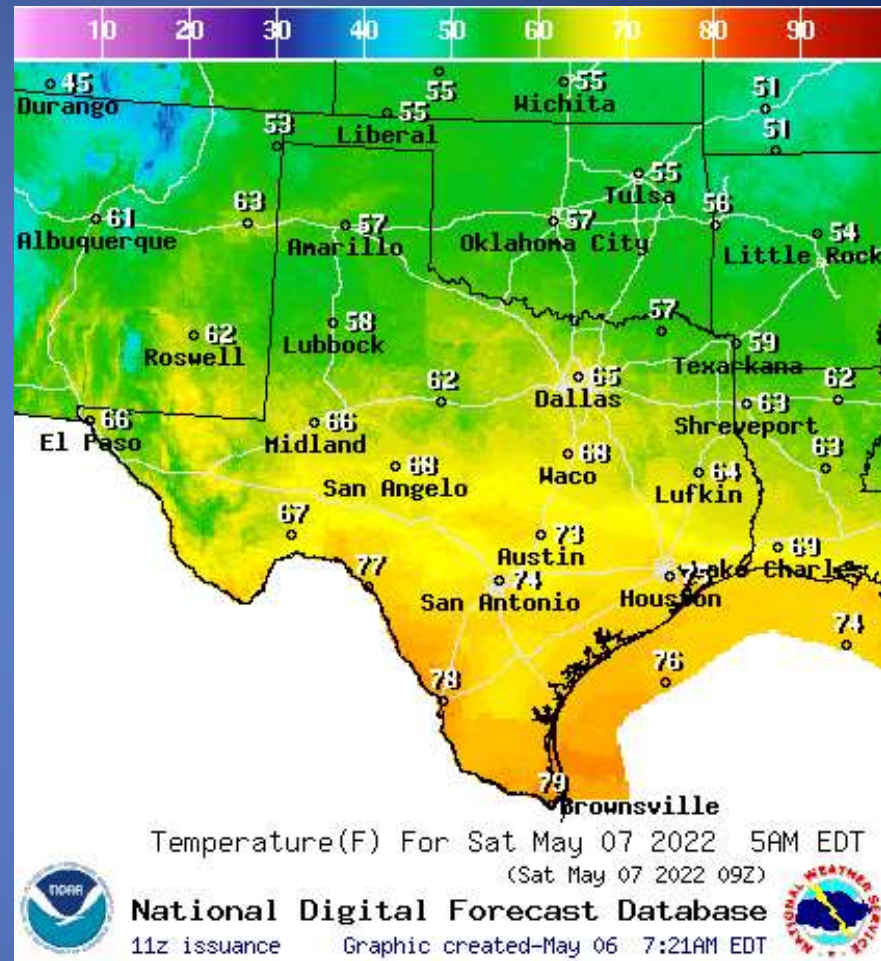 10 20 30 40 50 60 70 80 90
45
Durango
55
55
Wichita
51
55
Liberal
53
51
55
Tulsa
61
Albuquerque
63
57
Amarillo
57
Oklahoma City
56
54
Little Rock
62
Roswell
58
Lubbock
57
59
Texarkana
65
Dallas
62
63
Shreveport
62
66
El Paso
66
Midland
68
San Angelo
68
Waco
64
Lufkin
63
67
73
Austin
69
Lake Charles
77
74
San Antonio
Houston
74
76
78
79
Brownsville
Temperature(F) For Sat May 07 2022 5AM EDT
(Sat May 07 2022 09Z)
NOAA
National Digital Forecast Database
11z issuance Graphic created-May 06 7:21AM EDT
NATIONAL WEATHER SERVICE